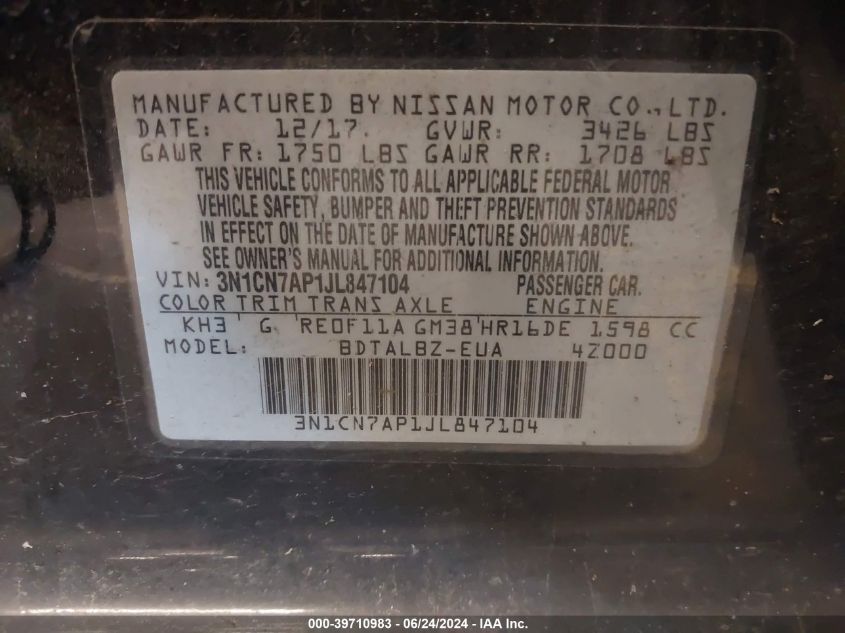 MANUFACTURED BY NISSAN MOTOR CO., LTD.
DATE: 12/17. GVWR: 3426 LBS
GAWR FR: 1750 LBS GAWR RR: 1708 LBS
THIS VEHICLE CONFORMS TO ALL APPLICABLE FEDERAL MOTOR
VEHICLE SAFETY, BUMPER AND THEFT PREVENTION STANDARDS
IN EFFECT ON THE DATE OF MANUFACTURE SHOWN ABOVE.
SEE OWNER'S MANUAL FOR ADDITIONAL INFORMATION.
VIN: 3N1CN7AP1JL847104 PASSENGER CAR.
COLOR TRIM TRANS AXLE ENGINE
KH3 G RE0F11A GM38 HR16DE 1598 CC
MODEL: BDTALBZ-EUA 4Z000
3N1CN7AP1JL847104
000-39710983 - 06/24/2024 - IAA Inc.